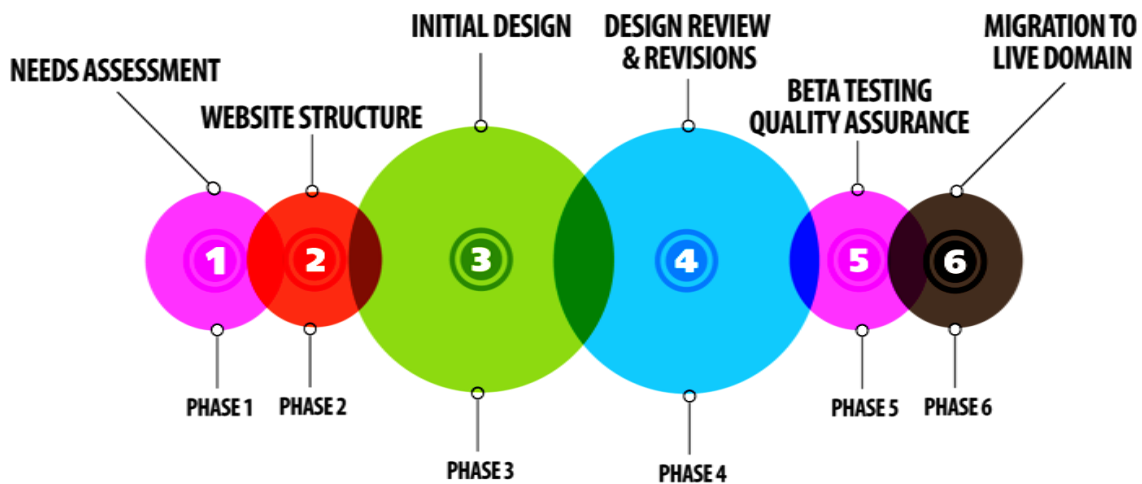 INITIAL DESIGN
DESIGN REVIEW
& REVISIONS
MIGRATION TO
LIVE DOMAIN
NEEDS ASSESSMENT
WEBSITE STRUCTURE
BETA TESTING
QUALITY ASSURANCE
1
2
3
4
5
6
PHASE 1
PHASE 2
PHASE 3
PHASE 4
PHASE 5
PHASE 6